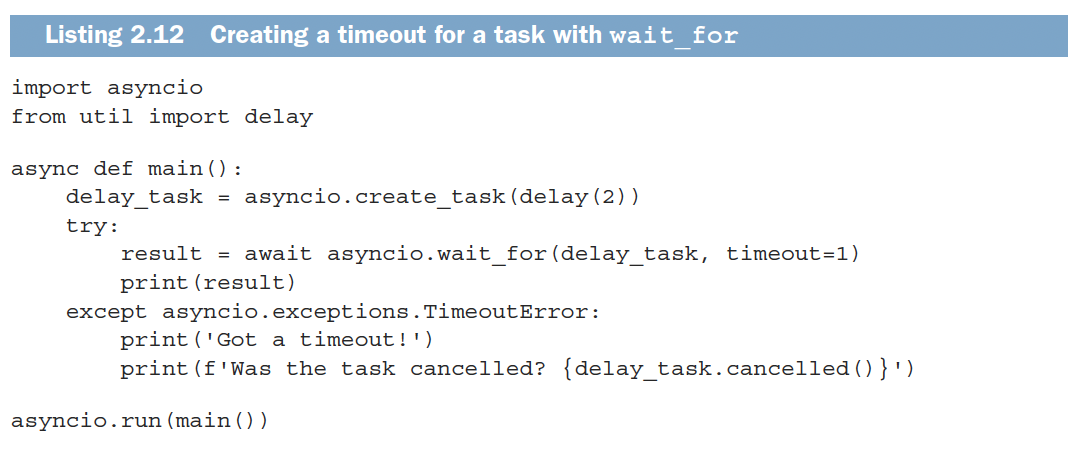 Listing 2.12 Creating a timeout for a task with wait_for
import asyncio
from util import delay
async def main():
    delay_task = asyncio.create_task(delay(2))
    try:
        result = await asyncio.wait_for(delay_task, timeout=1)
        print(result)
    except asyncio.exceptions.TimeoutError:
        print('Got a timeout!')
        print(f'Was the task cancelled? {delay_task.cancelled()}')
asyncio.run(main())